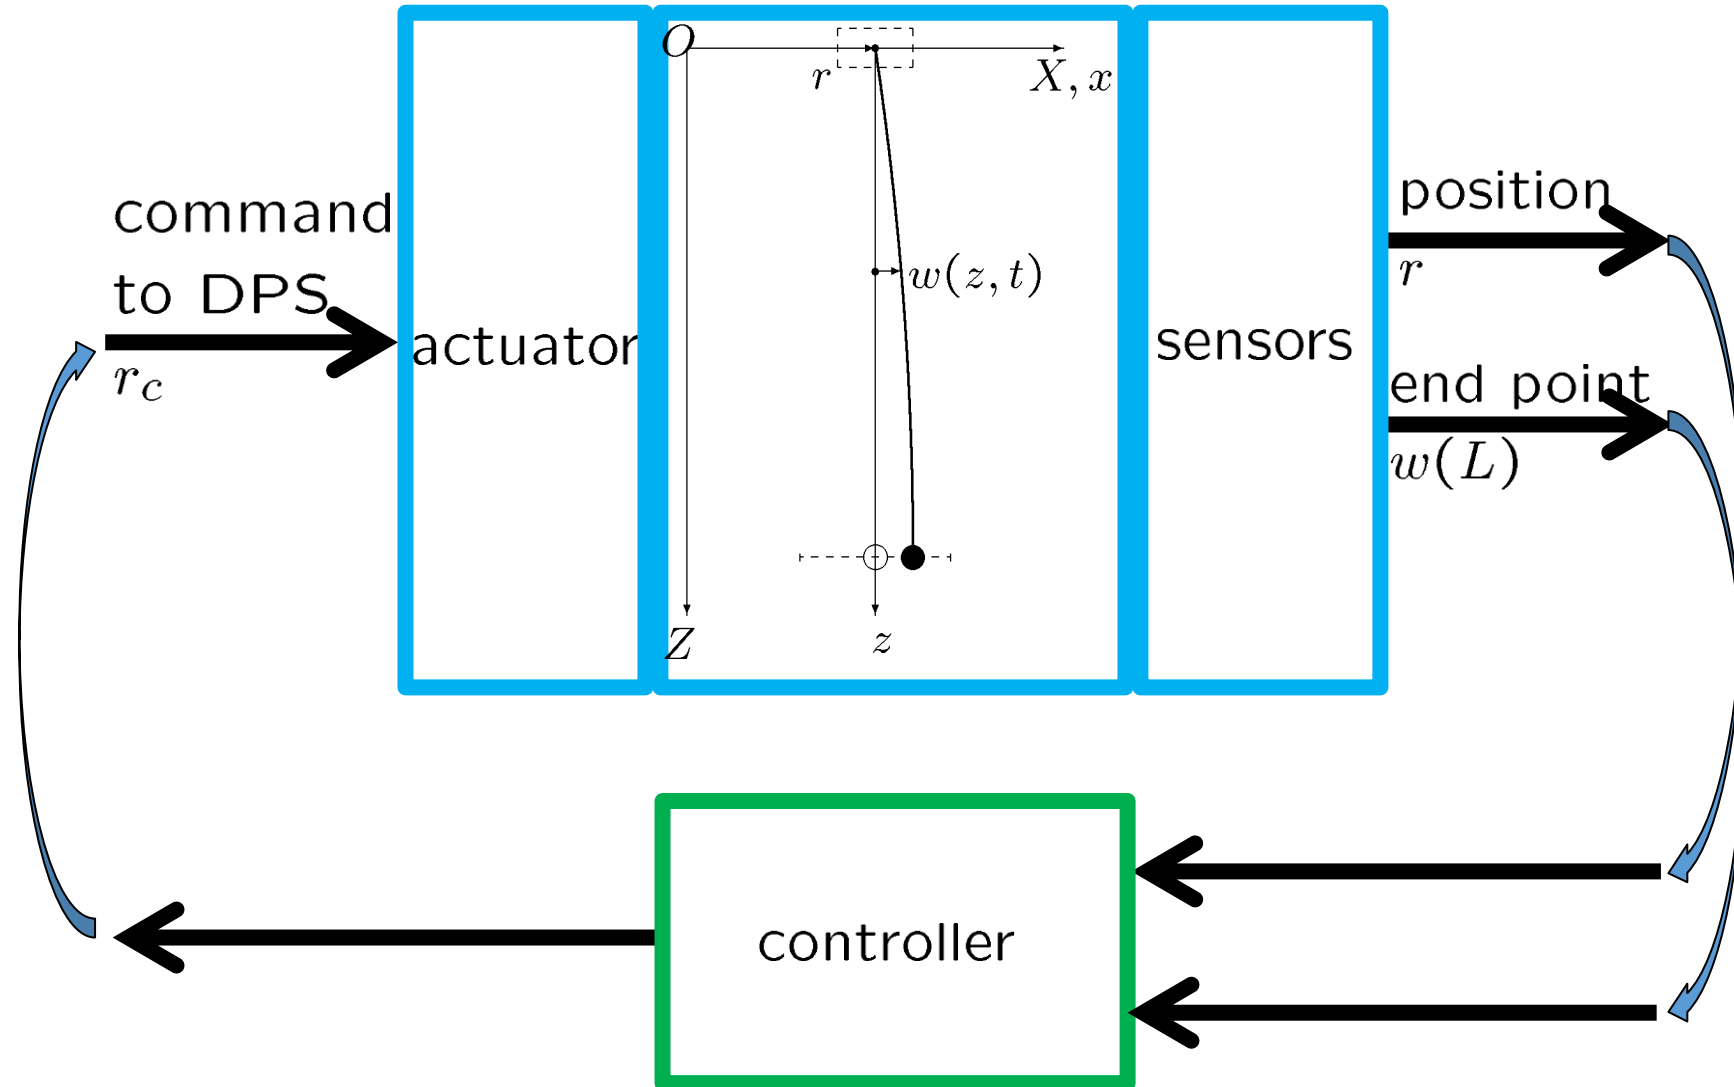 command
to DPS
r_c
actuator
O
r
X, x
w(z, t)
Z
z
sensors
position
r
end point
w(L)
controller